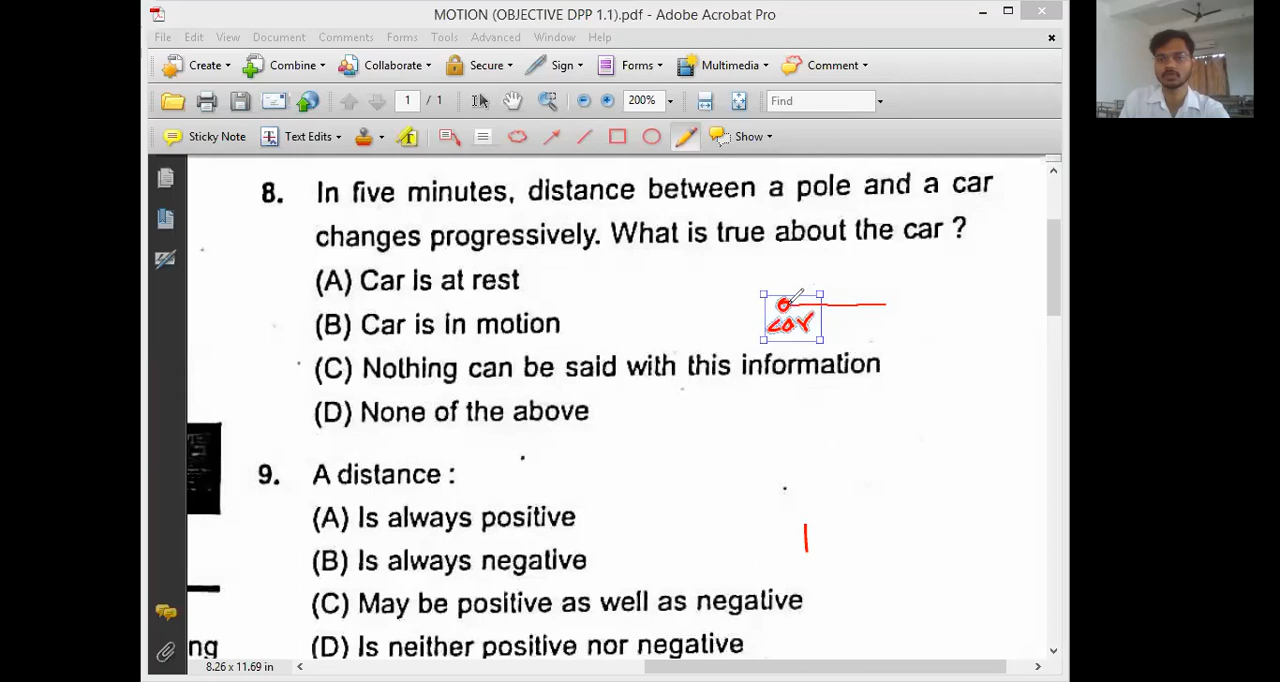 MOTION (OBJECTIVE DPP 1.1).pdf - Adobe Acrobat Pro
File Edit View Document Comments Forms Tools Advanced Window Help
Create Combine Collaborate Secure Sign Forms Multimedia Comment
1 / 1 200% Find
Sticky Note Text Edits Show
8. In five minutes, distance between a pole and a car
changes progressively. What is true about the car ?
(A) Car is at rest
(B) Car is in motion
car
(C) Nothing can be said with this information
(D) None of the above
9. A distance :
(A) Is always positive
(B) Is always negative
(C) May be positive as well as negative
(D) Is neither positive nor negative
ng
8.26 x 11.69 in